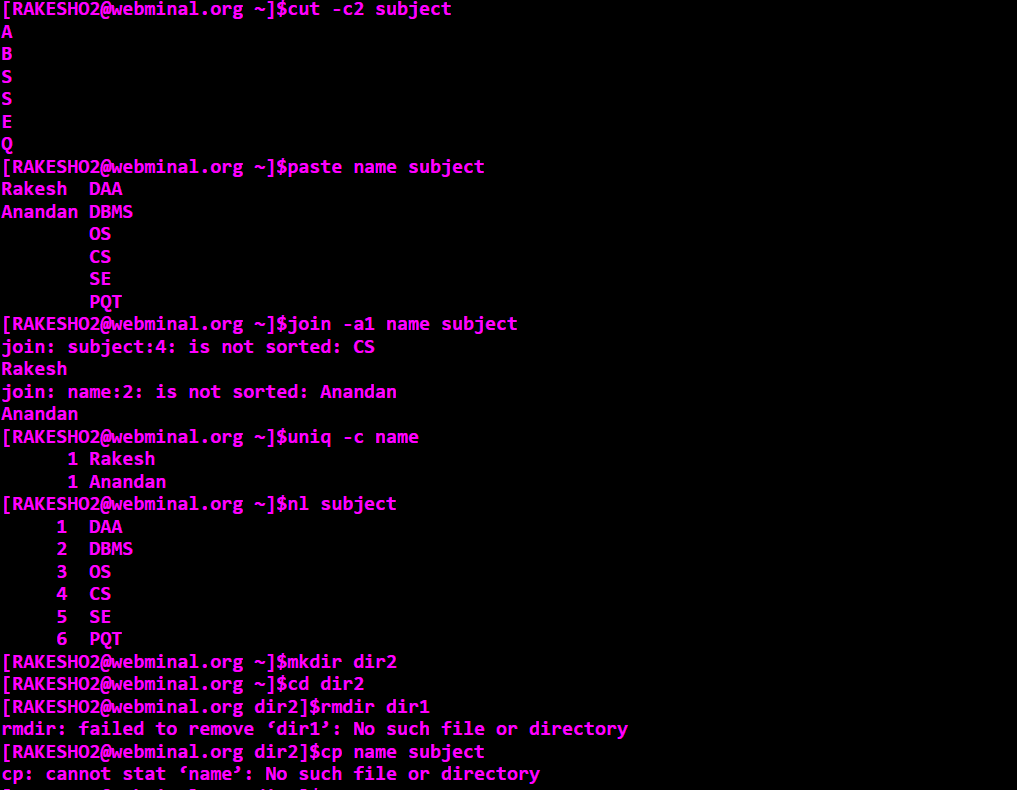 [RAKESHO2@webminal.org ~]$cut -c2 subject
A
B
S
S
E
Q
[RAKESHO2@webminal.org ~]$paste name subject
Rakesh  DAA
Anandan DBMS
        OS
        CS
        SE
        PQT
[RAKESHO2@webminal.org ~]$join -a1 name subject
join: subject:4: is not sorted: CS
Rakesh
join: name:2: is not sorted: Anandan
Anandan
[RAKESHO2@webminal.org ~]$uniq -c name
      1 Rakesh
      1 Anandan
[RAKESHO2@webminal.org ~]$nl subject
     1  DAA
     2  DBMS
     3  OS
     4  CS
     5  SE
     6  PQT
[RAKESHO2@webminal.org ~]$mkdir dir2
[RAKESHO2@webminal.org ~]$cd dir2
[RAKESHO2@webminal.org dir2]$rmdir dir1
rmdir: failed to remove ‘dir1’: No such file or directory
[RAKESHO2@webminal.org dir2]$cp name subject
cp: cannot stat ‘name’: No such file or directory